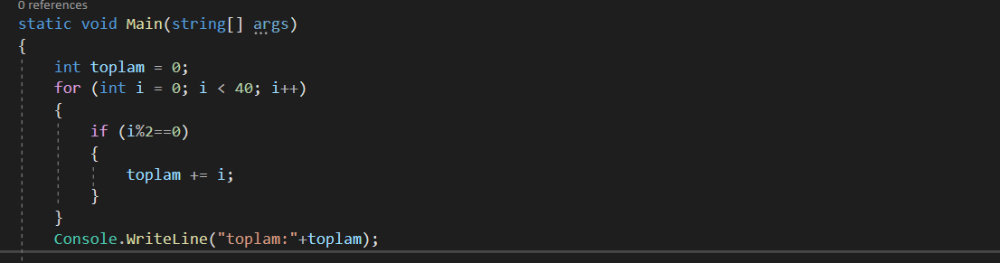 0 references
static void Main(string[] args)
{
int toplam = 0;
for (int i = 0; i < 40; i++)
{
if (i%2==0)
{
toplam += i;
}
}
Console.WriteLine("toplam:"+toplam);